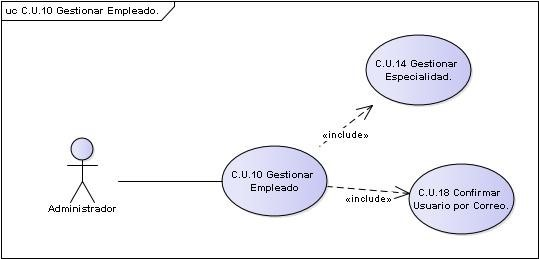 uc C.U.10 Gestionar Empleado.
C.U.14 Gestionar
Especialidad.
«include»
C.U.10 Gestionar
Empleado
«include»
C.U.18 Confirmar
Usuario por Correo.
Administrador